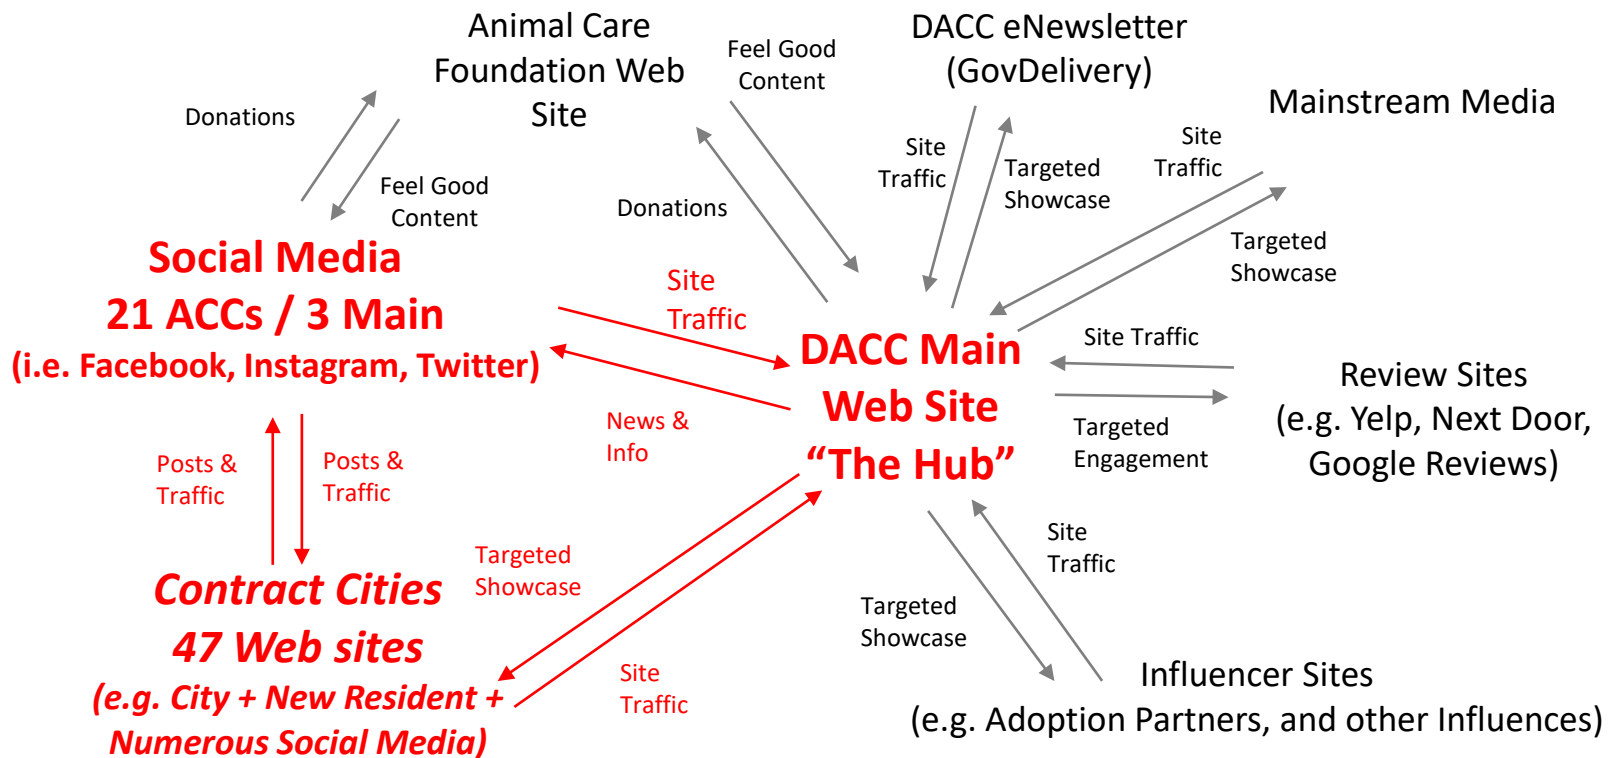 Animal Care
Foundation Web
Site
Feel Good
Content
DACC eNewsletter
(GovDelivery)
Mainstream Media
Donations
Feel Good
Content
Donations
Site
Traffic
Targeted
Showcase
Site
Traffic
Targeted
Showcase
Social Media
21 ACCs / 3 Main
(i.e. Facebook, Instagram, Twitter)
Site
Traffic
News &
Info
DACC Main
Web Site
“The Hub”
Site Traffic
Targeted
Engagement
Review Sites
(e.g. Yelp, Next Door,
Google Reviews)
Posts &
Traffic
Posts &
Traffic
Contract Cities
47 Web sites
(e.g. City + New Resident +
Numerous Social Media)
Targeted
Showcase
Site
Traffic
Targeted
Showcase
Site
Traffic
Influencer Sites
(e.g. Adoption Partners, and other Influences)